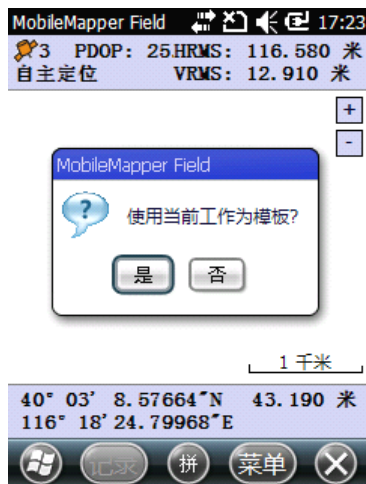 MobileMapper Field 17:23
3 PDOP: 25.HRMS: 116.580 米
自主定位 VRMS: 12.910 米
+
-
MobileMapper Field
?
使用当前工作为模板?
是 否
1 千米
40° 03′ 8.57664″N 43.190 米
116° 18′24.79968″E
记录 拼 菜单